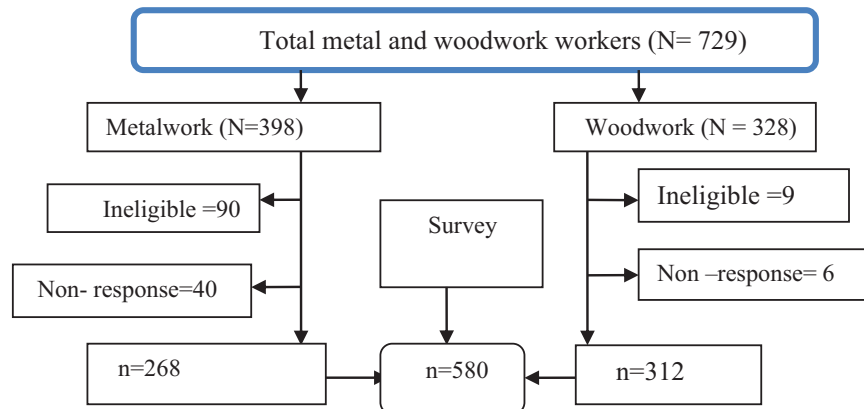 Total metal and woodwork workers (N= 729)
Metalwork (N=398)
Woodwork (N = 328)
Ineligible =90
Ineligible =9
Survey
Non- response=40
Non –response= 6
n=268
n=580
n=312